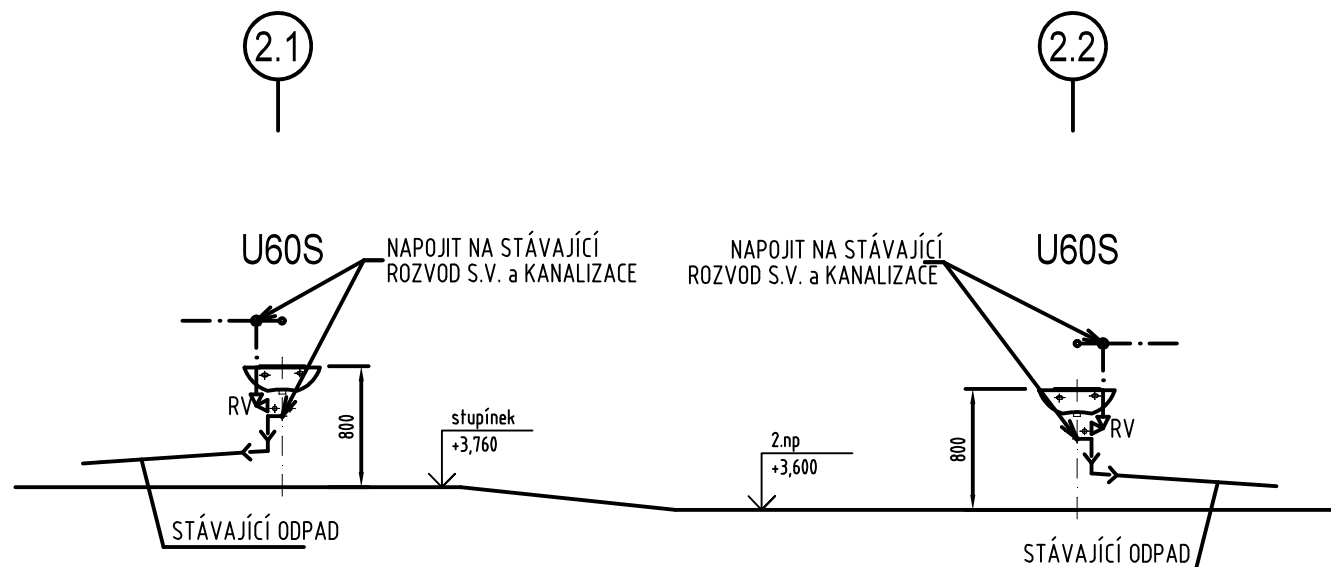 2.1
2.2
U60S
NAPOJIT NA STÁVAJÍCÍ
ROZVOD S.V. a KANALIZACE
NAPOJIT NA STÁVAJÍCÍ
ROZVOD S.V. a KANALIZACE
U60S
RV
800
stupínek
+3,760
2.np
+3,600
800
RV
STÁVAJÍCÍ ODPAD
STÁVAJÍCÍ ODPAD